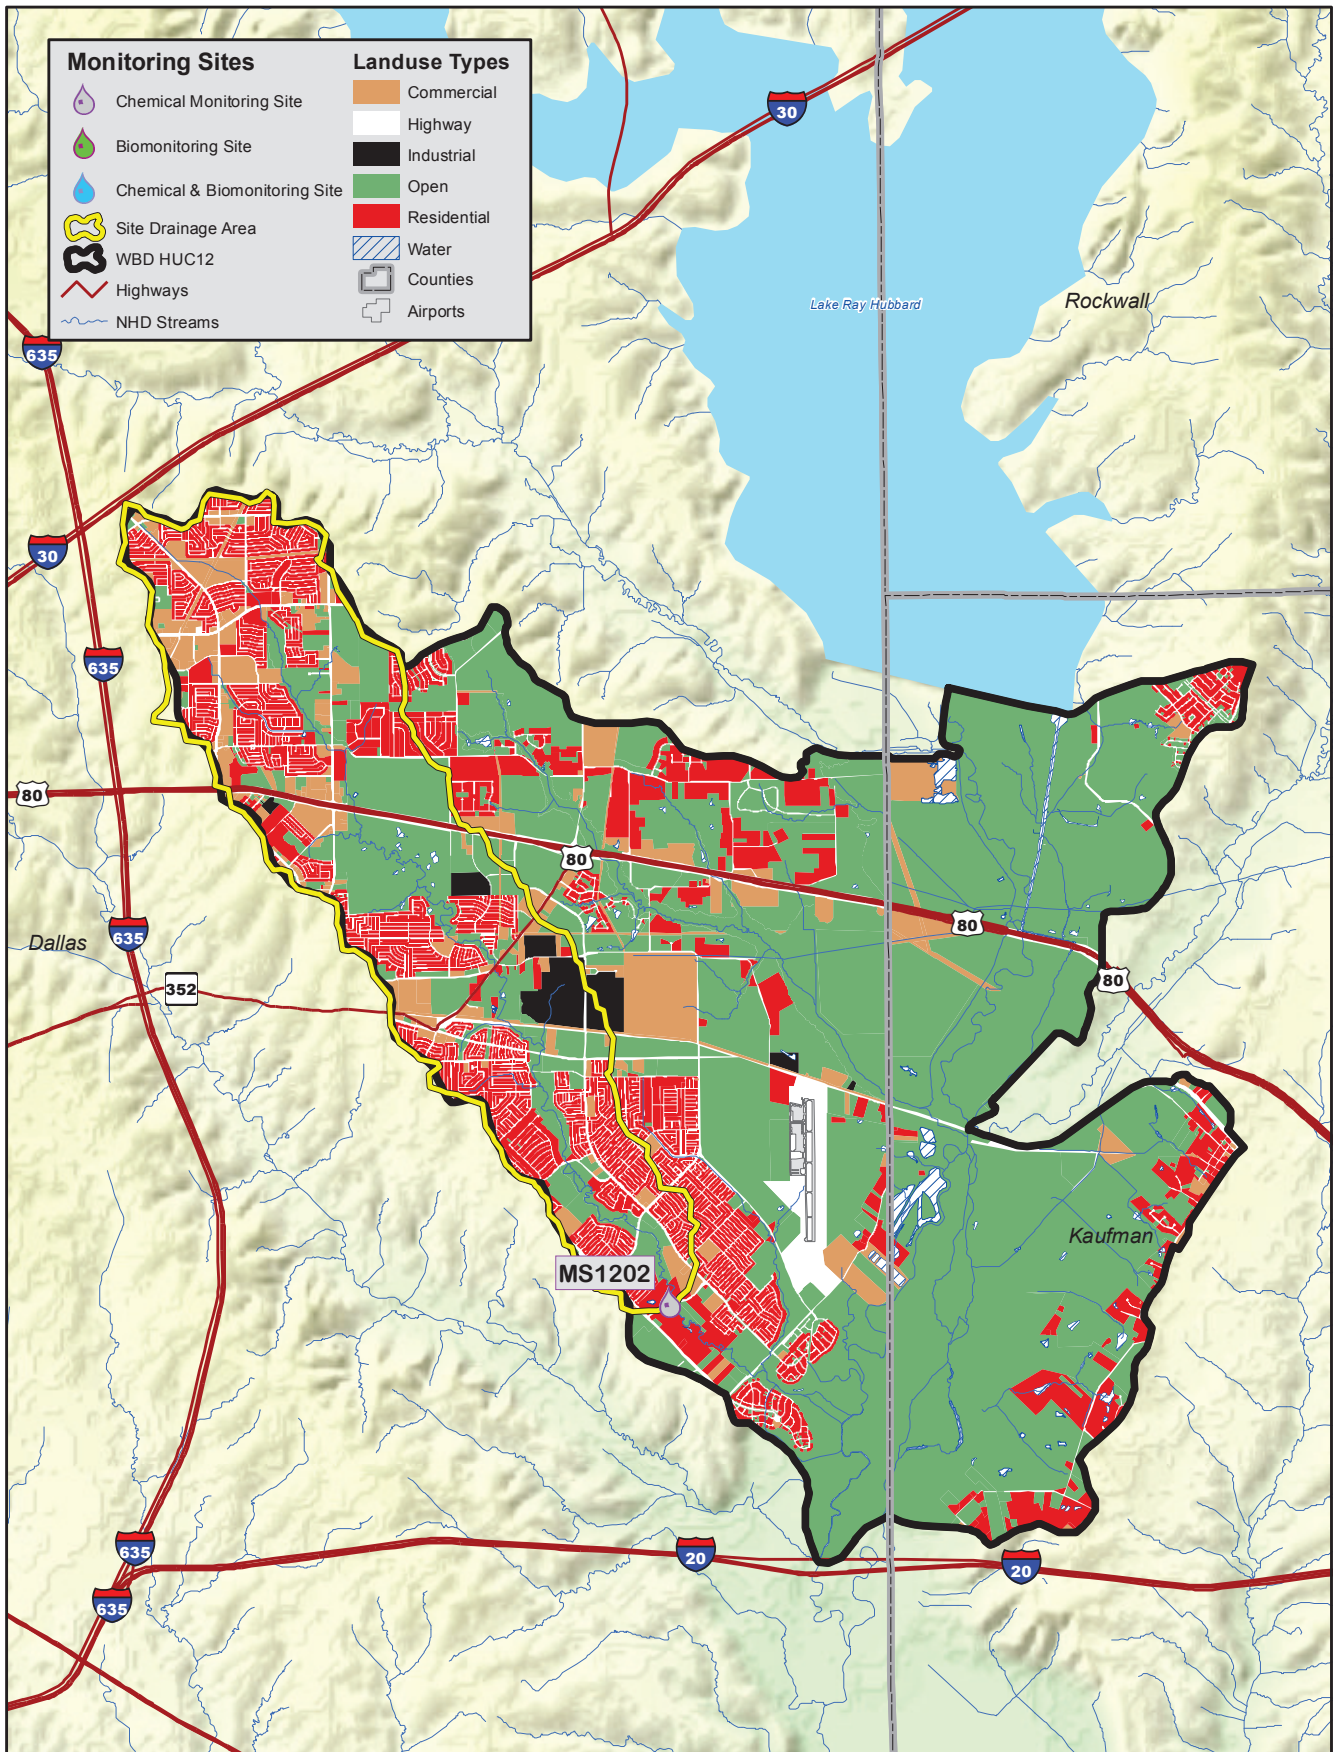 Monitoring Sites
Chemical Monitoring Site
Biomonitoring Site
Chemical & Biomonitoring Site
Site Drainage Area
WBD HUC12
Highways
NHD Streams
Landuse Types
Commercial
Highway
Industrial
Open
Residential
Water
Counties
Airports
30
Lake Ray Hubbard
Rockwall
635
30
635
80
80
Dallas
635
80
80
352
Kaufman
MS1202
635
20
20
635